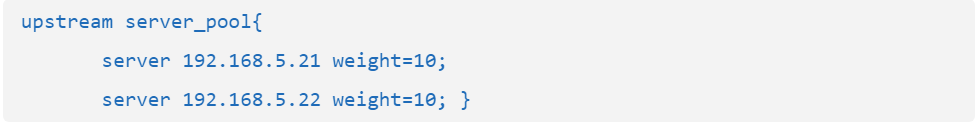 upstream server_pool{
server 192.168.5.21 weight=10;
server 192.168.5.22 weight=10; }